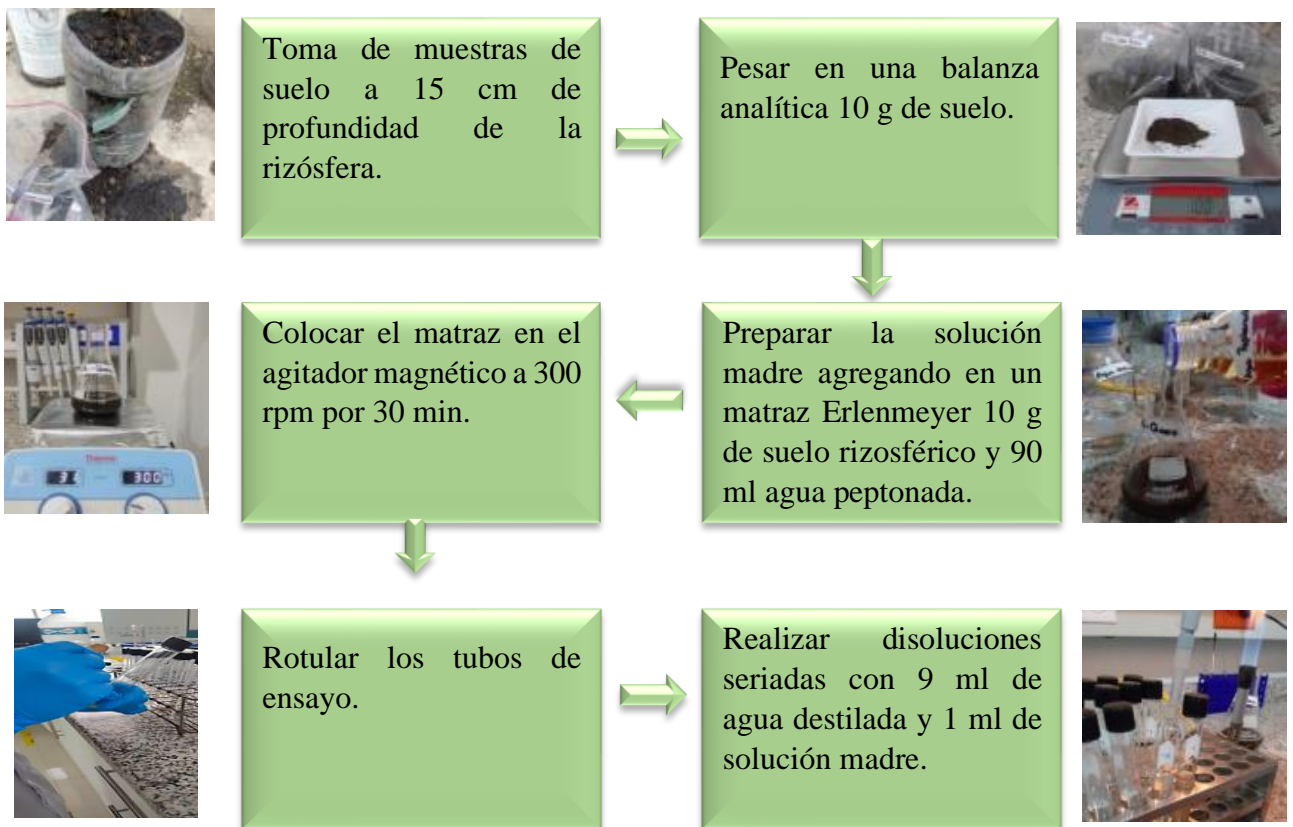 Toma de muestras de
suelo a 15 cm de
profundidad de la
rizósfera.
Pesar en una balanza
analítica 10 g de suelo.
Preparar la solución
madre agregando en un
matraz Erlenmeyer 10 g
de suelo rizosférico y 90
ml agua peptonada.
Colocar el matraz en el
agitador magnético a 300
rpm por 30 min.
300
Rotular los tubos de
ensayo.
Realizar disoluciones
seriadas con 9 ml de
agua destilada y 1 ml de
solución madre.